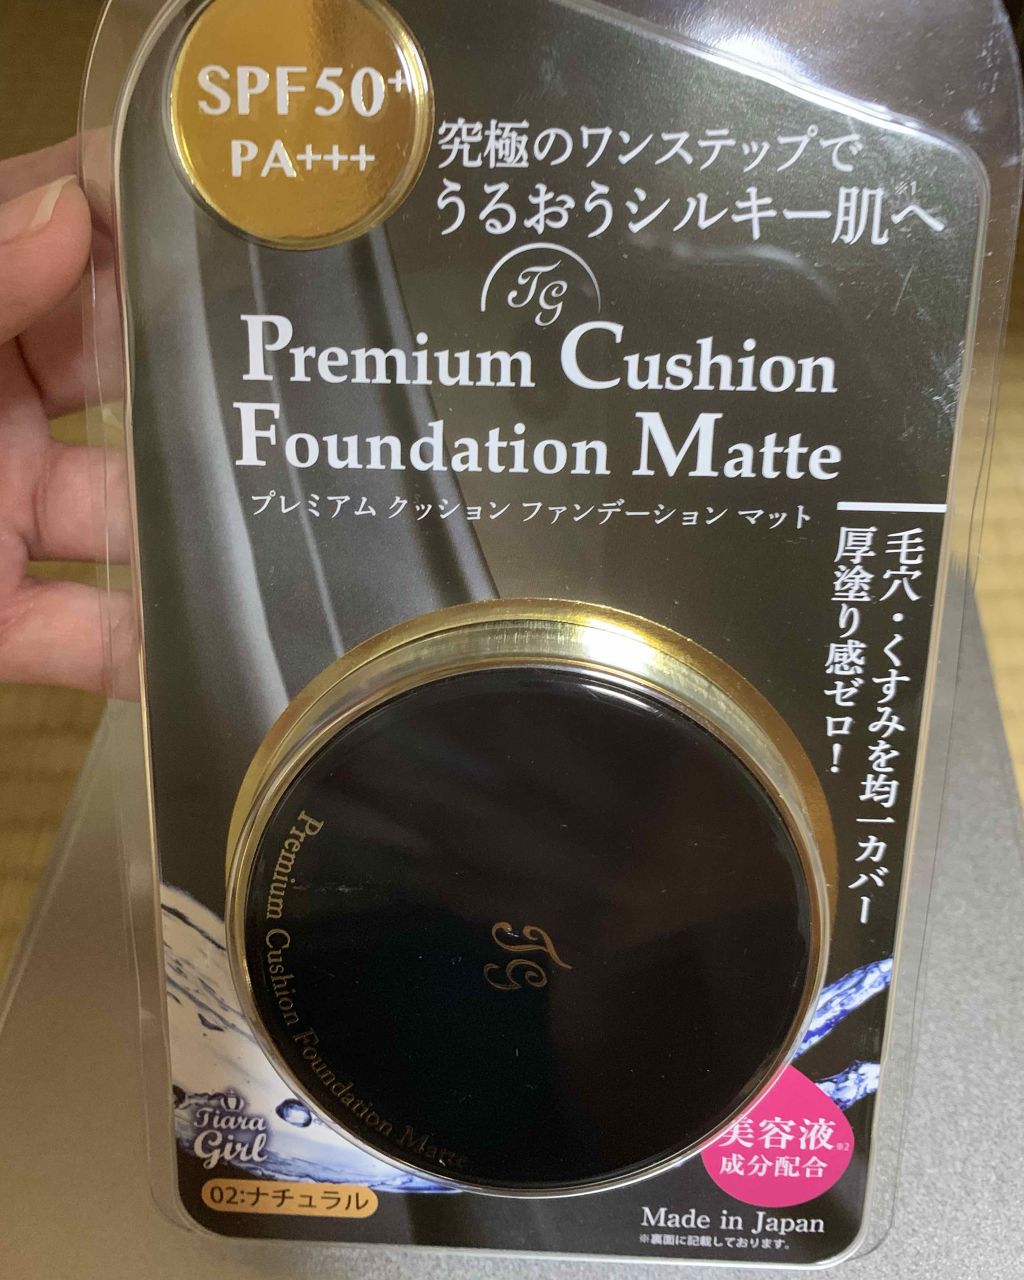 SPF50+
PA+++
究極のワンステップで
うるおうシルキー肌へ※1
TG
Premium Cushion
Foundation Matte
プレミアム クッション ファンデーション マット
毛穴・くすみを均一カバー
厚塗り感ゼロ!
TG
Premium Cushion Foundation Matte
Tiara
Girl
02:ナチュラル
美容液※2
成分配合
Made in Japan
※裏面に記載しております。